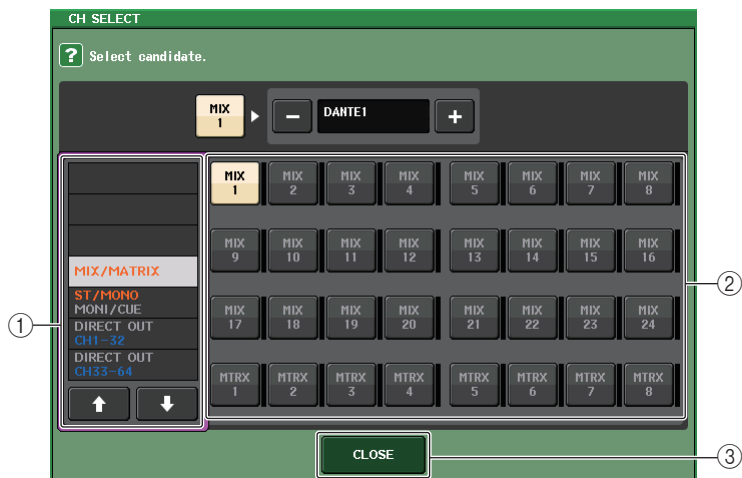 CH SELECT
? Select candidate.
MIX 1 − DANTE1 +
MIX/MATRIX
ST/MONO
MONI/CUE
DIRECT OUT
CH1-32
DIRECT OUT
CH33-64
MIX 1 MIX 2 MIX 3 MIX 4 MIX 5 MIX 6 MIX 7 MIX 8
MIX 9 MIX 10 MIX 11 MIX 12 MIX 13 MIX 14 MIX 15 MIX 16
MIX 17 MIX 18 MIX 19 MIX 20 MIX 21 MIX 22 MIX 23 MIX 24
MTRX 1 MTRX 2 MTRX 3 MTRX 4 MTRX 5 MTRX 6 MTRX 7 MTRX 8
CLOSE
①
②
③